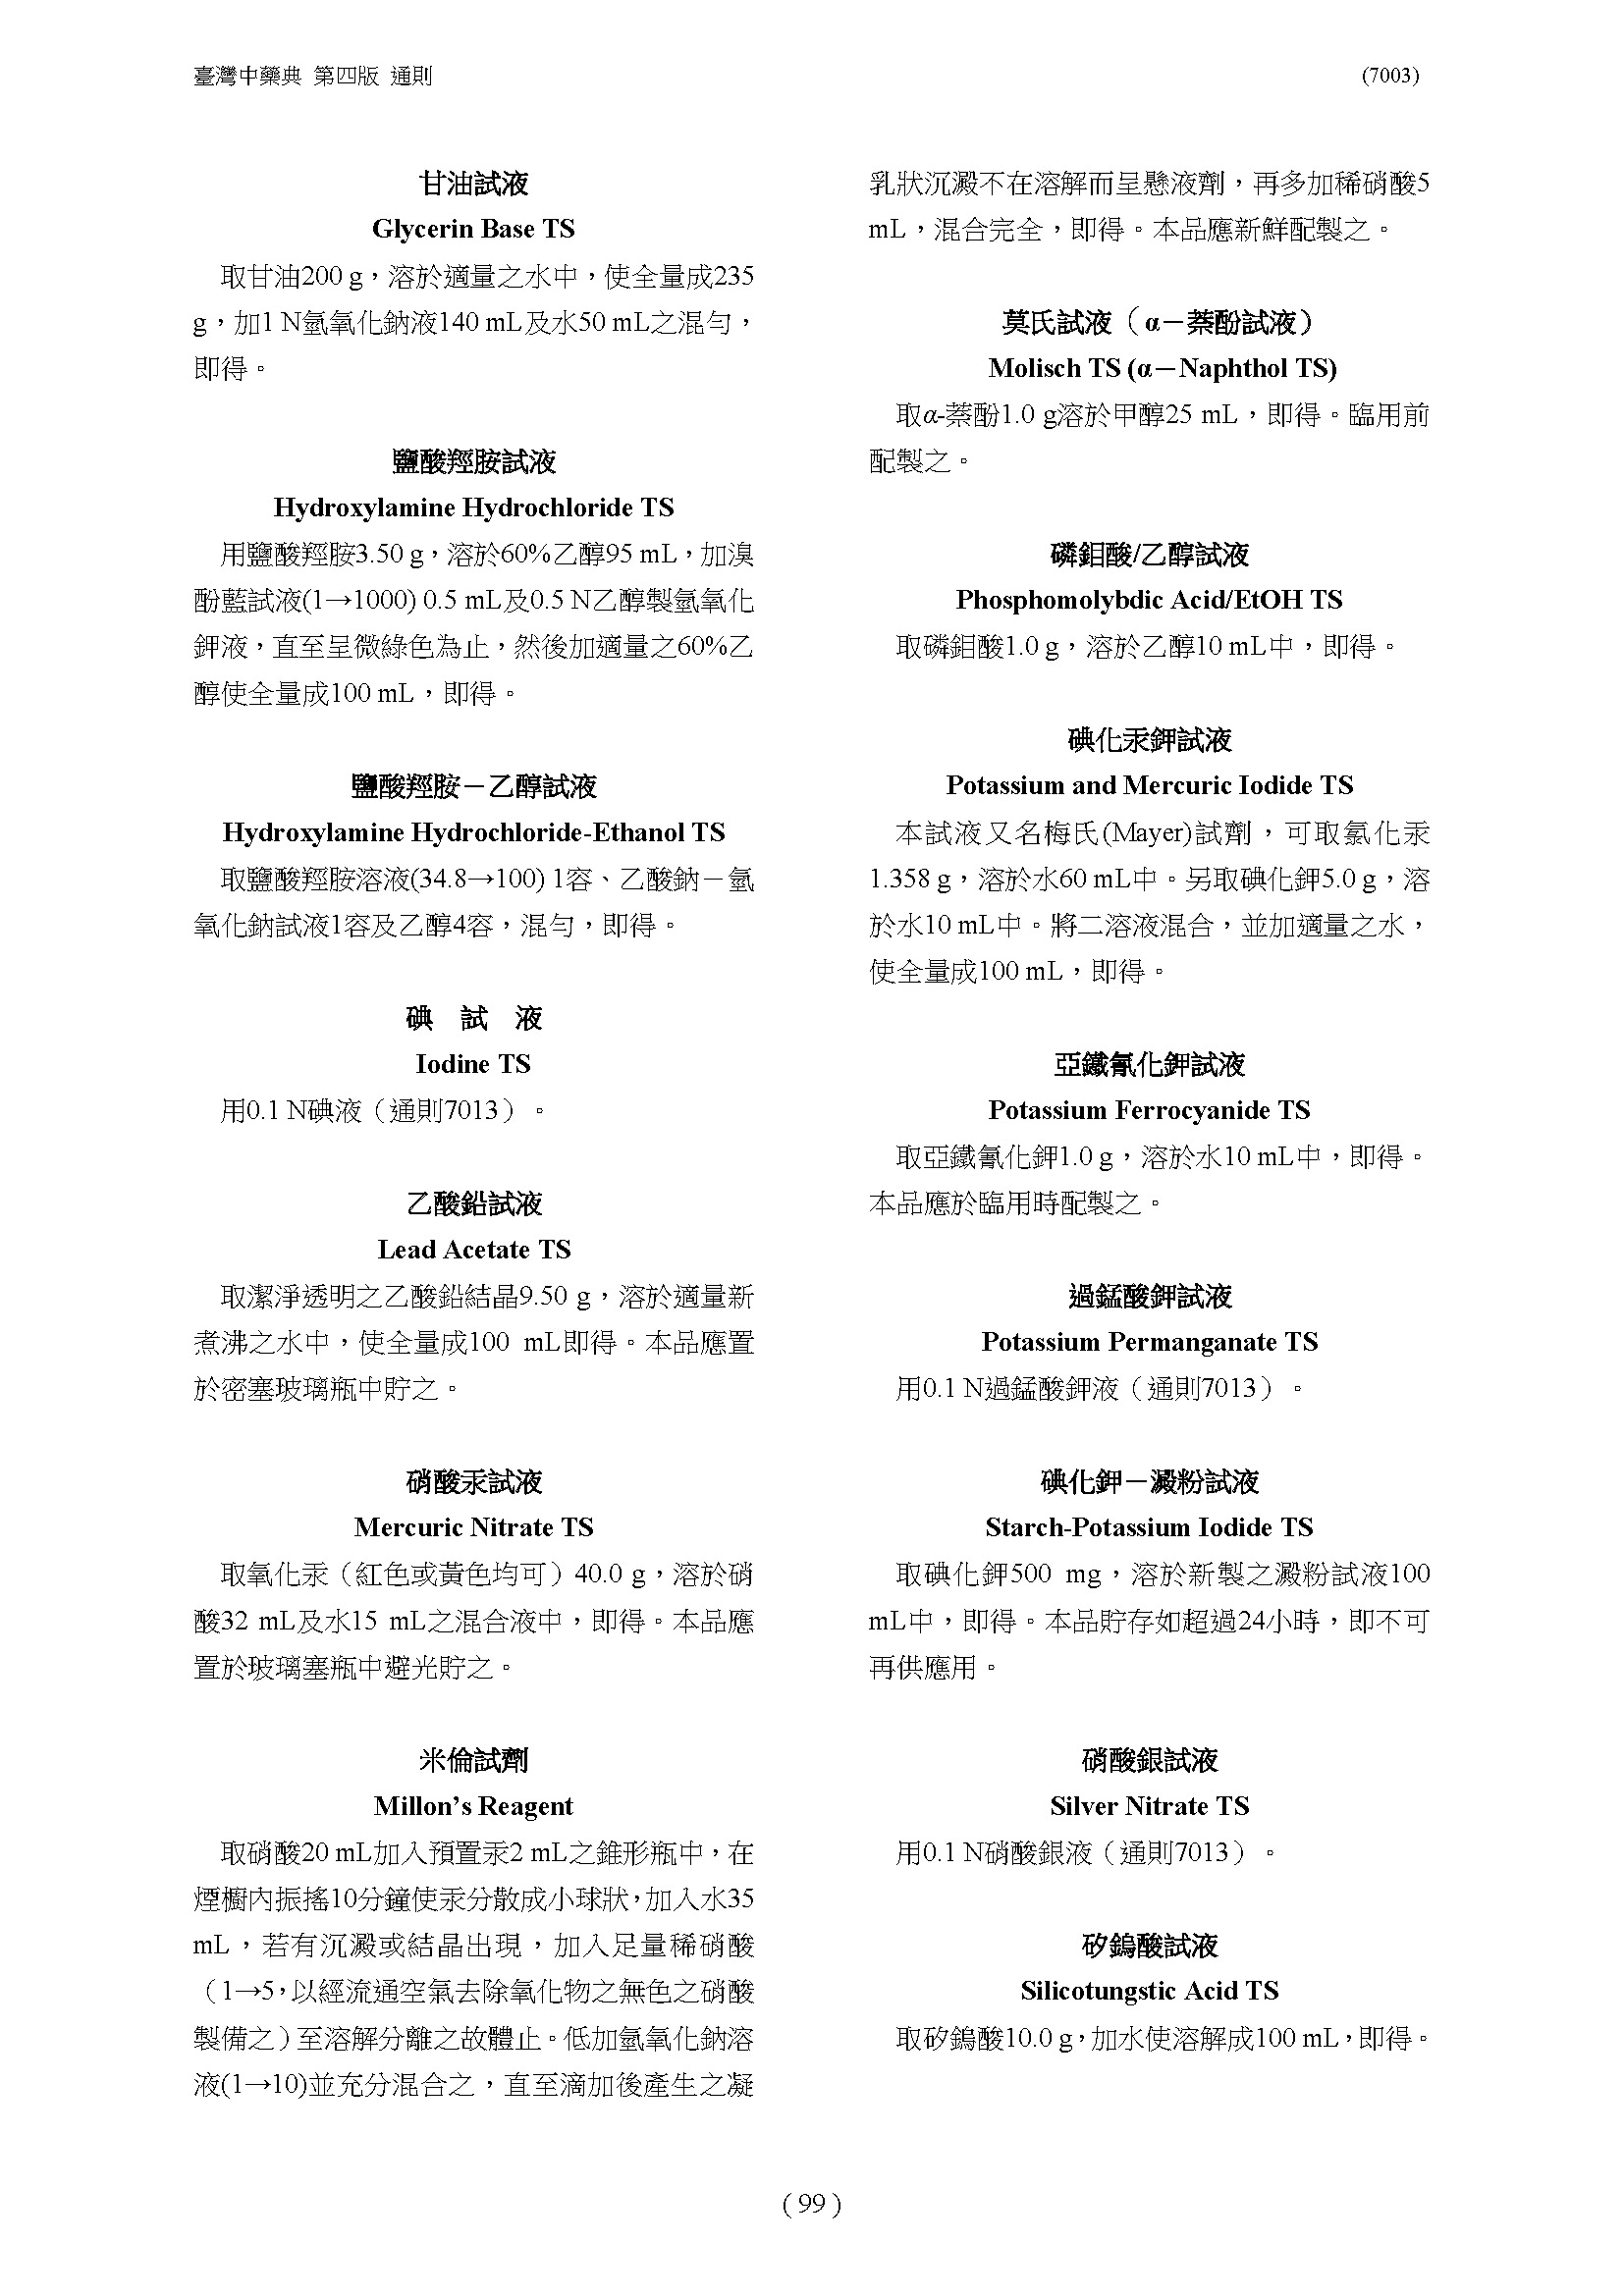 臺灣中藥典 第四版 通則
(7003)
甘油試液
Glycerin Base TS
取甘油200 g，溶於適量之水中，使全量成235
g，加1 N氫氧化鈉液140 mL及水50 mL之混勻，
即得。
鹽酸羥胺試液
Hydroxylamine Hydrochloride TS
用鹽酸羥胺3.50 g，溶於60%乙醇95 mL，加溴
酚藍試液(1→1000) 0.5 mL及0.5 N乙醇製氫氧化
鉀液，直至呈微綠色為止，然後加適量之60%乙
醇使全量成100 mL，即得。
鹽酸羥胺－乙醇試液
Hydroxylamine Hydrochloride-Ethanol TS
取鹽酸羥胺溶液(34.8→100) 1容、乙酸鈉－氫
氧化鈉試液1容及乙醇4容，混勻，即得。
碘　試　液
Iodine TS
用0.1 N碘液（通則7013）。
乙酸鉛試液
Lead Acetate TS
取潔淨透明之乙酸鉛結晶9.50 g，溶於適量新
煮沸之水中，使全量成100 mL即得。本品應置
於密塞玻璃瓶中貯之。
硝酸汞試液
Mercuric Nitrate TS
取氧化汞（紅色或黃色均可）40.0 g，溶於硝
酸32 mL及水15 mL之混合液中，即得。本品應
置於玻璃塞瓶中避光貯之。
米倫試劑
Millon’s Reagent
取硝酸20 mL加入預置汞2 mL之錐形瓶中，在
煙櫥內振搖10分鐘使汞分散成小球狀，加入水35
mL，若有沉澱或結晶出現，加入足量稀硝酸
（1→5，以經流通空氣去除氧化物之無色之硝酸
製備之）至溶解分離之故體止。低加氫氧化鈉溶
液(1→10)並充分混合之，直至滴加後產生之凝
乳狀沉澱不在溶解而呈懸液劑，再多加稀硝酸5
mL，混合完全，即得。本品應新鮮配製之。
莫氏試液（α－萘酚試液）
Molisch TS (α－Naphthol TS)
取α-萘酚1.0 g溶於甲醇25 mL，即得。臨用前
配製之。
磷鉬酸/乙醇試液
Phosphomolybdic Acid/EtOH TS
取磷鉬酸1.0 g，溶於乙醇10 mL中，即得。
碘化汞鉀試液
Potassium and Mercuric Iodide TS
本試液又名梅氏(Mayer)試劑，可取氯化汞
1.358 g，溶於水60 mL中。另取碘化鉀5.0 g，溶
於水10 mL中。將二溶液混合，並加適量之水，
使全量成100 mL，即得。
亞鐵氰化鉀試液
Potassium Ferrocyanide TS
取亞鐵氰化鉀1.0 g，溶於水10 mL中，即得。
本品應於臨用時配製之。
過錳酸鉀試液
Potassium Permanganate TS
用0.1 N過錳酸鉀液（通則7013）。
碘化鉀－澱粉試液
Starch-Potassium Iodide TS
取碘化鉀500 mg，溶於新製之澱粉試液100
mL中，即得。本品貯存如超過24小時，即不可
再供應用。
硝酸銀試液
Silver Nitrate TS
用0.1 N硝酸銀液（通則7013）。
矽鎢酸試液
Silicotungstic Acid TS
取矽鎢酸10.0 g，加水使溶解成100 mL，即得。
( 99 )